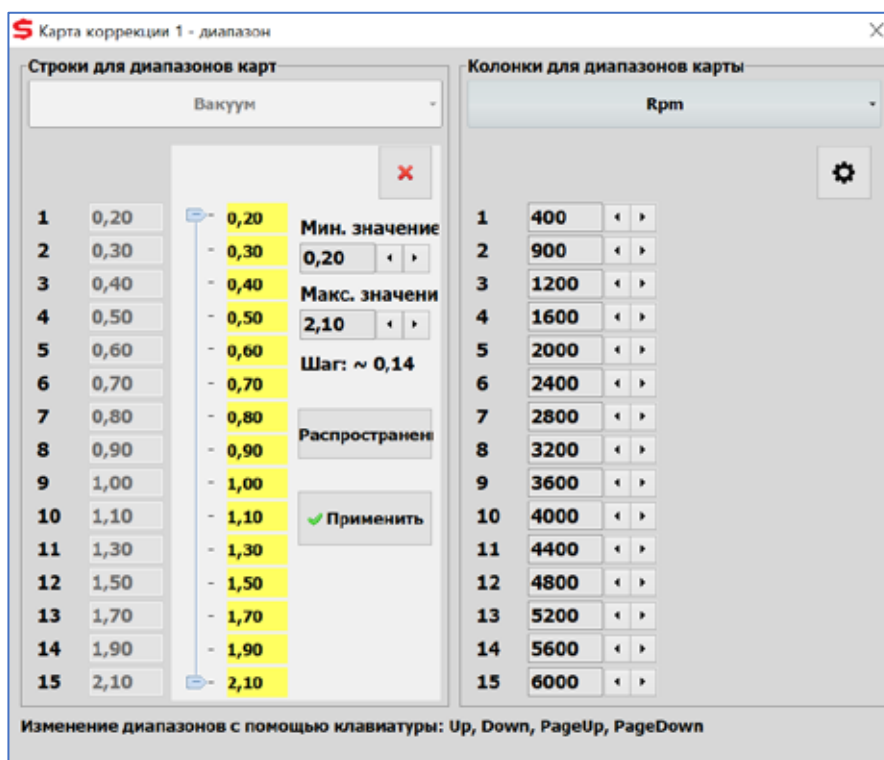 Карта коррекции 1 - диапазон
Строки для диапазонов карт
Колонки для диапазонов карты
Вакуум
Rpm
1 0,20 0,20
2 0,30 0,30
3 0,40 0,40
4 0,50 0,50
5 0,60 0,60
6 0,70 0,70
7 0,80 0,80
8 0,90 0,90
9 1,00 1,00
10 1,10 1,10
11 1,30 1,30
12 1,50 1,50
13 1,70 1,70
14 1,90 1,90
15 2,10 2,10
Мин. значение
0,20
Макс. значени
2,10
Шаг: ~ 0,14
Распространени
Применить
1 400
2 900
3 1200
4 1600
5 2000
6 2400
7 2800
8 3200
9 3600
10 4000
11 4400
12 4800
13 5200
14 5600
15 6000
Изменение диапазонов с помощью клавиатуры: Up, Down, PageUp, PageDown